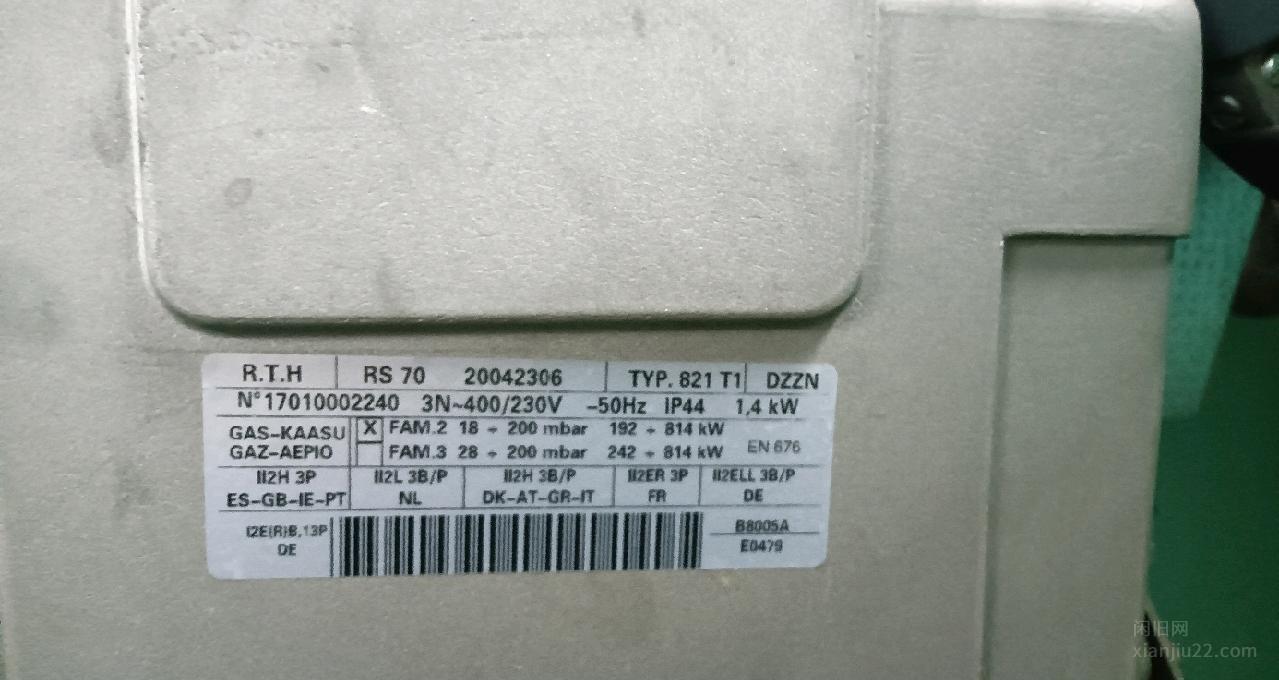 R.T.H RS 70 20042306 TYP. 821 T1 DZZN
N°17010002240 3N~400/230V -50Hz IP44 1,4 kW
GAS-KAASU X FAM.2 18 ÷ 200 mbar 192 ÷ 814 kW
GAZ-AEPIO FAM.3 28 ÷ 200 mbar 242 ÷ 814 kW EN 676
II2H 3P II2L 3B/P II2H 3B/P II2ER 3P II2ELL 3B/P
ES-GB-IE-PT NL DK-AT-GR-IT FR DE
I2E(R)B,13P B8005A
DE E0479
闲旧网
xianjiu22.com